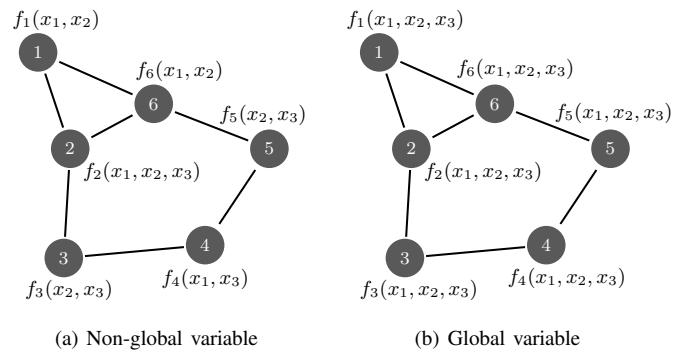 f₁(x₁, x₂)
1
f₆(x₁, x₂)
6
f₅(x₂, x₃)
2
5
f₂(x₁, x₂, x₃)
3
4
f₃(x₂, x₃)
f₄(x₁, x₃)
(a) Non-global variable
f₁(x₁, x₂, x₃)
1
f₆(x₁, x₂, x₃)
6
f₅(x₁, x₂, x₃)
2
5
f₂(x₁, x₂, x₃)
3
4
f₃(x₁, x₂, x₃)
f₄(x₁, x₂, x₃)
(b) Global variable